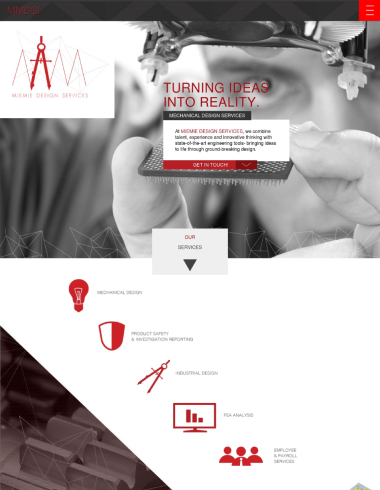 MIEMIE DESIGN SERVICES
TURNING IDEAS
INTO REALITY.
MECHANICAL DESIGN SERVICES
At MIEMIE DESIGN SERVICES, we combine
talent, experience and innovative thinking with
state-of-the-art engineering tools- bringing ideas
to life through ground-breaking design.
GET IN TOUCH!
OUR
SERVICES
MECHANICAL DESIGN
PRODUCT SAFETY
& INVESTIGATION REPORTING
INDUSTRIAL DESIGN
FEA ANALYSIS
EMPLOYEE
& PAYROLL
SERVICES